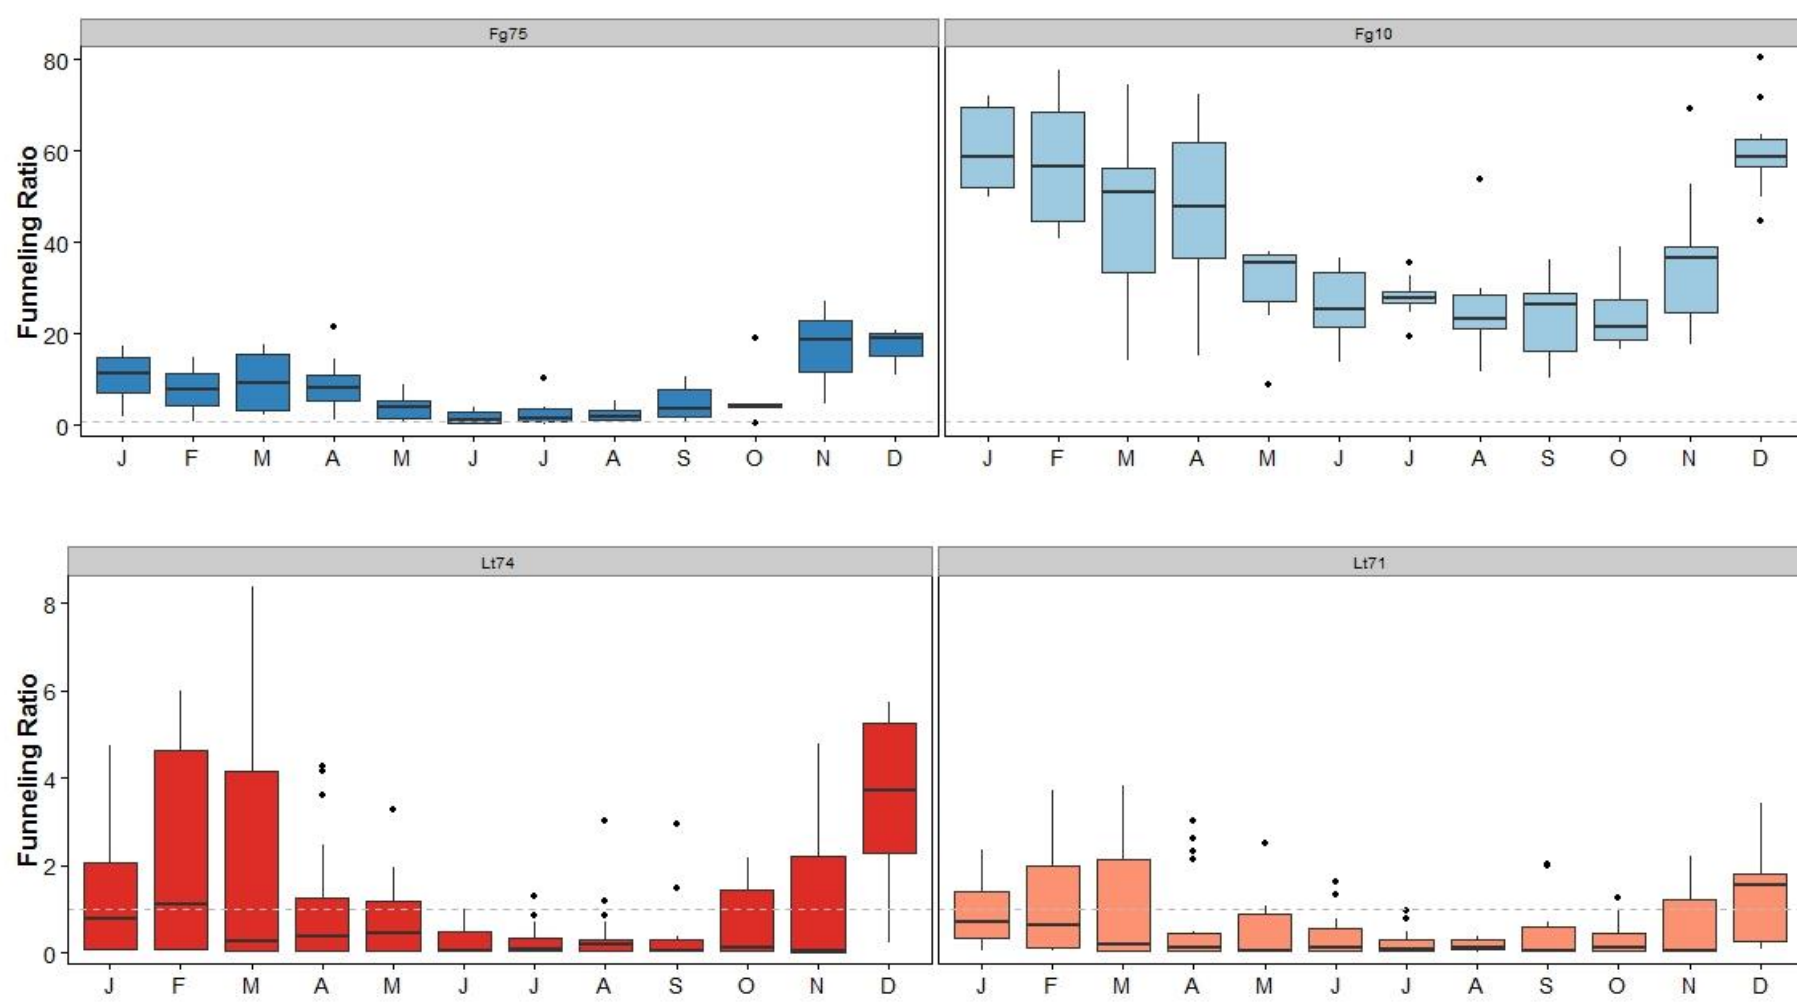 Fg75 Fg10
Funneling Ratio
80
60
40
20
0
J F M A M J J A S O N D J F M A M J J A S O N D
Lt74 Lt71
Funneling Ratio
8
6
4
2
0
J F M A M J J A S O N D J F M A M J J A S O N D